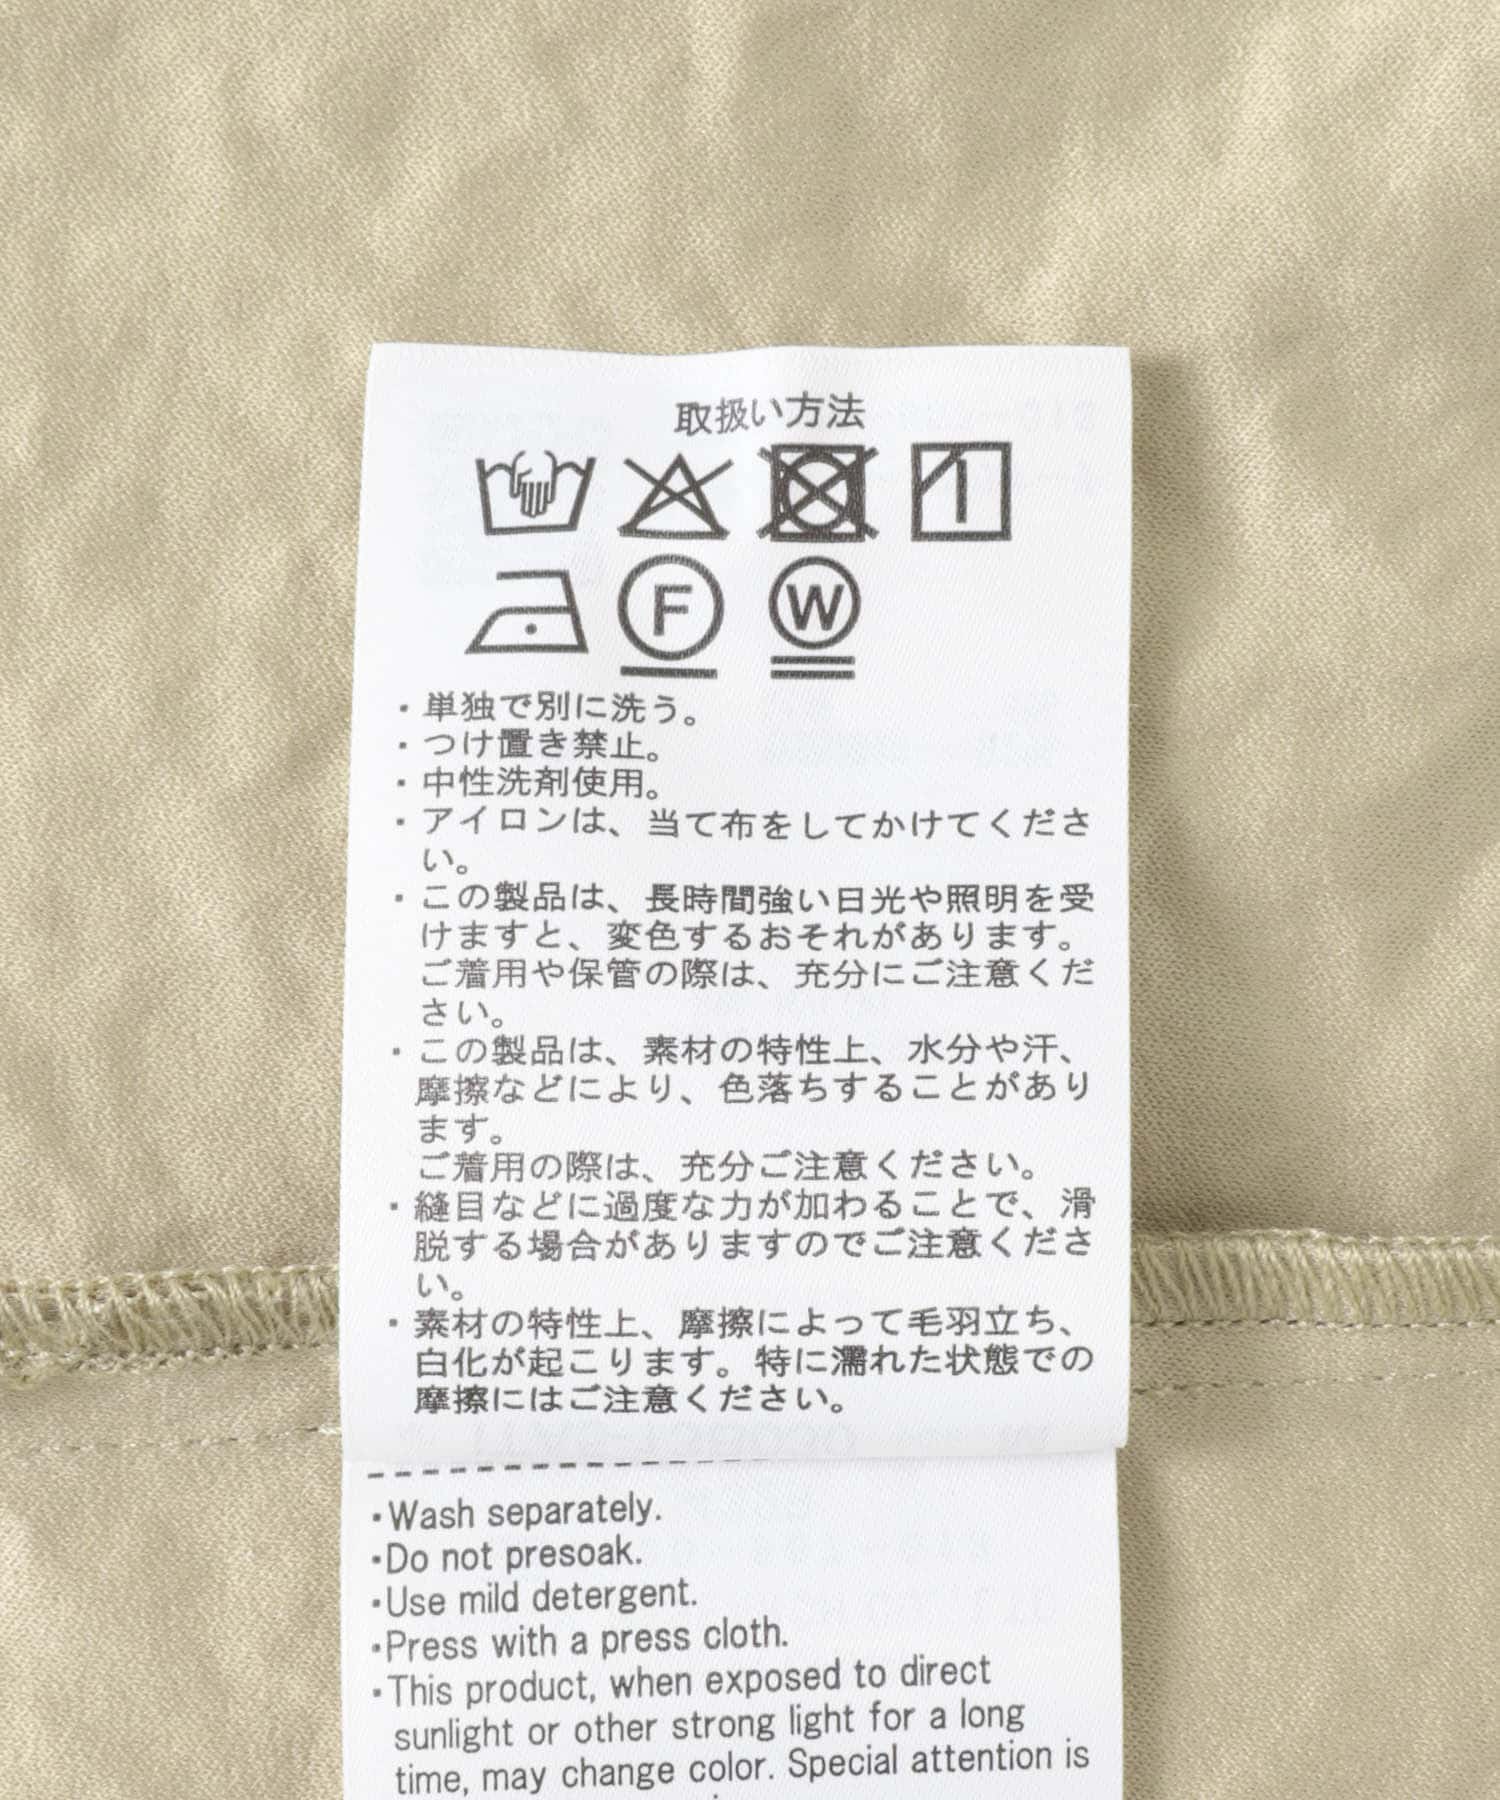 取扱い方法
F W
・単独で別に洗う。
・つけ置き禁止。
・中性洗剤使用。
・アイロンは、当て布をしてかけてくださ
い。
・この製品は、長時間強い日光や照明を受
けますと、変色するおそれがあります。
ご着用や保管の際は、充分にご注意くだ
さい。
・この製品は、素材の特性上、水分や汗、
摩擦などにより、色落ちすることがあり
ます。
ご着用の際は、充分ご注意ください。
・縫目などに過度な力が加わることで、滑
脱する場合がありますのでご注意くださ
い。
・素材の特性上、摩擦によって毛羽立ち、
白化が起こります。特に濡れた状態での
摩擦にはご注意ください。
・Wash separately.
・Do not presoak.
・Use mild detergent.
・Press with a press cloth.
・This product, when exposed to direct
sunlight or other strong light for a long
time, may change color. Special attention is